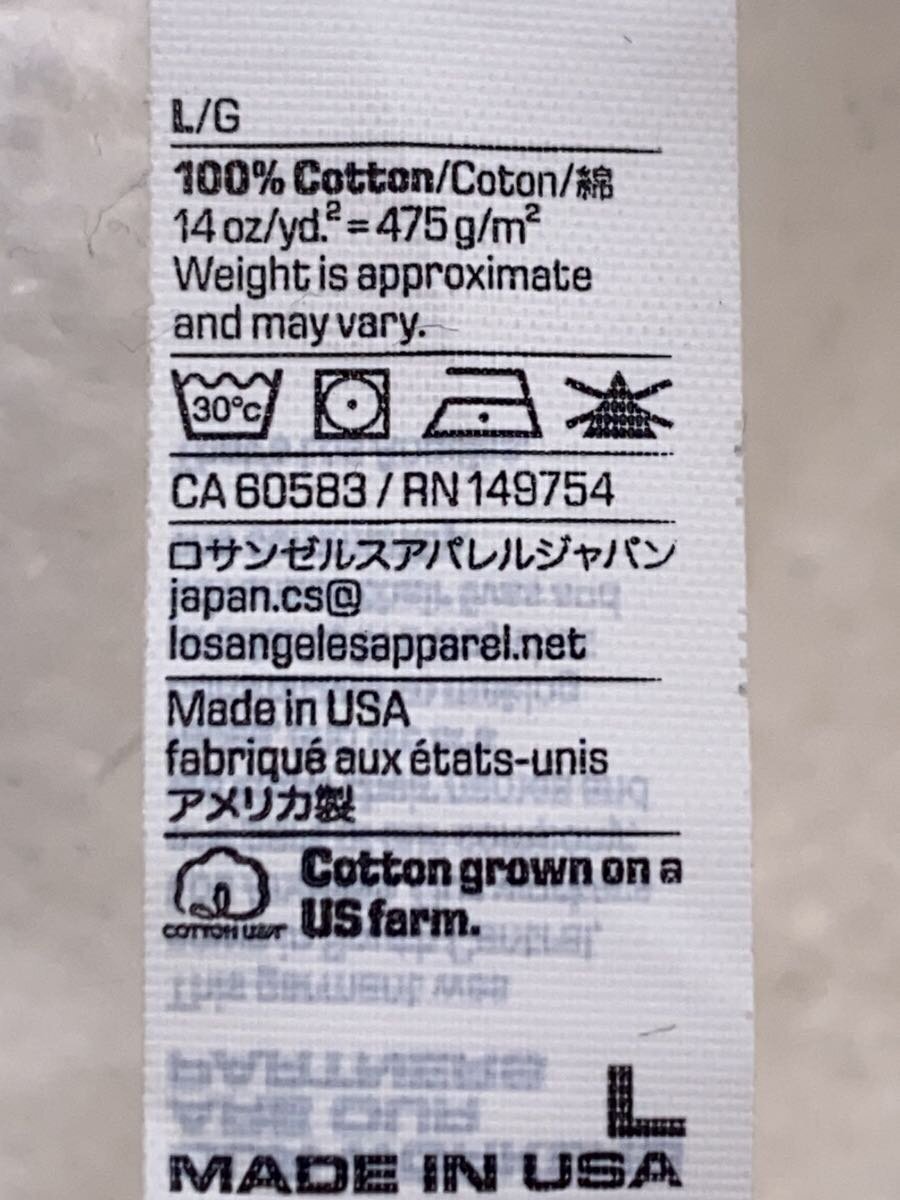 L/G
100% Cotton/Coton/綿
14 oz/yd.² = 475 g/m²
Weight is approximate
and may vary.
30°c
CA 60583 / RN 149754
ロサンゼルスアパレルジャパン
japan.cs@
losangelesapparel.net
Made in USA
fabriqué aux états-unis
アメリカ製
Cotton grown on a
US farm.
COTTON USA
L
MADE IN USA